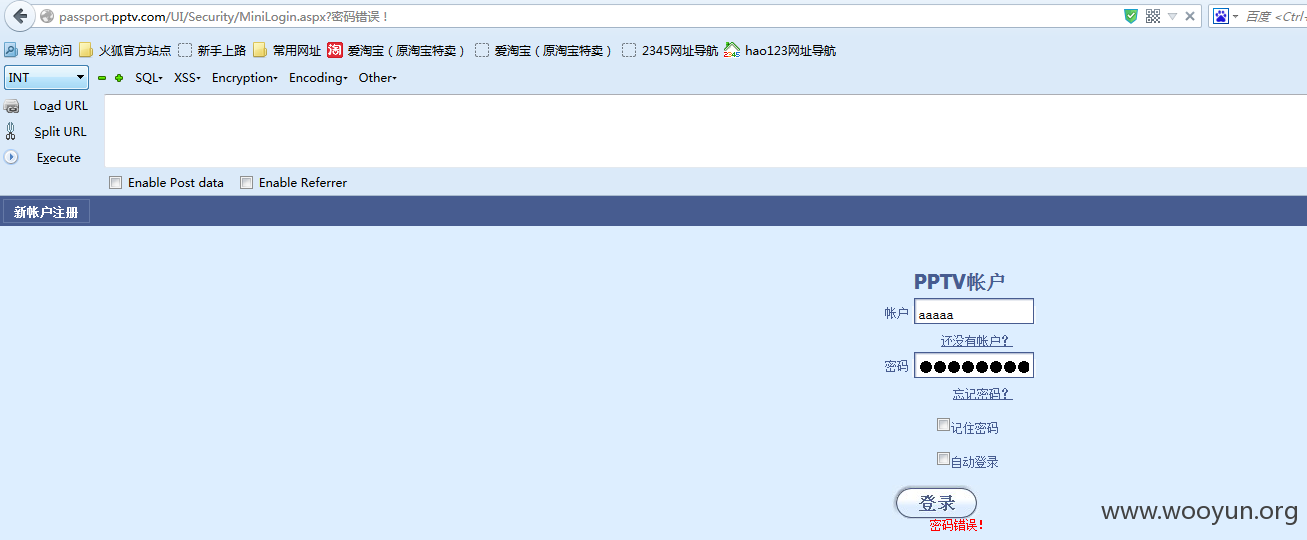 passport.pptv.com/UI/Security/MiniLogin.aspx?密码错误！
百度 <Ctrl+
最常访问 火狐官方站点 新手上路 常用网址 淘 爱淘宝（原淘宝特卖） 爱淘宝（原淘宝特卖） 2345网址导航 2345 hao123网址导航
INT SQL XSS Encryption Encoding Other
Load URL
Split URL
Execute
Enable Post data Enable Referrer
新帐户注册
PPTV帐户
帐户 aaaaa
还没有帐户？
密码 ●●●●●●●●
忘记密码？
记住密码
自动登录
登录
密码错误！
www.wooyun.org